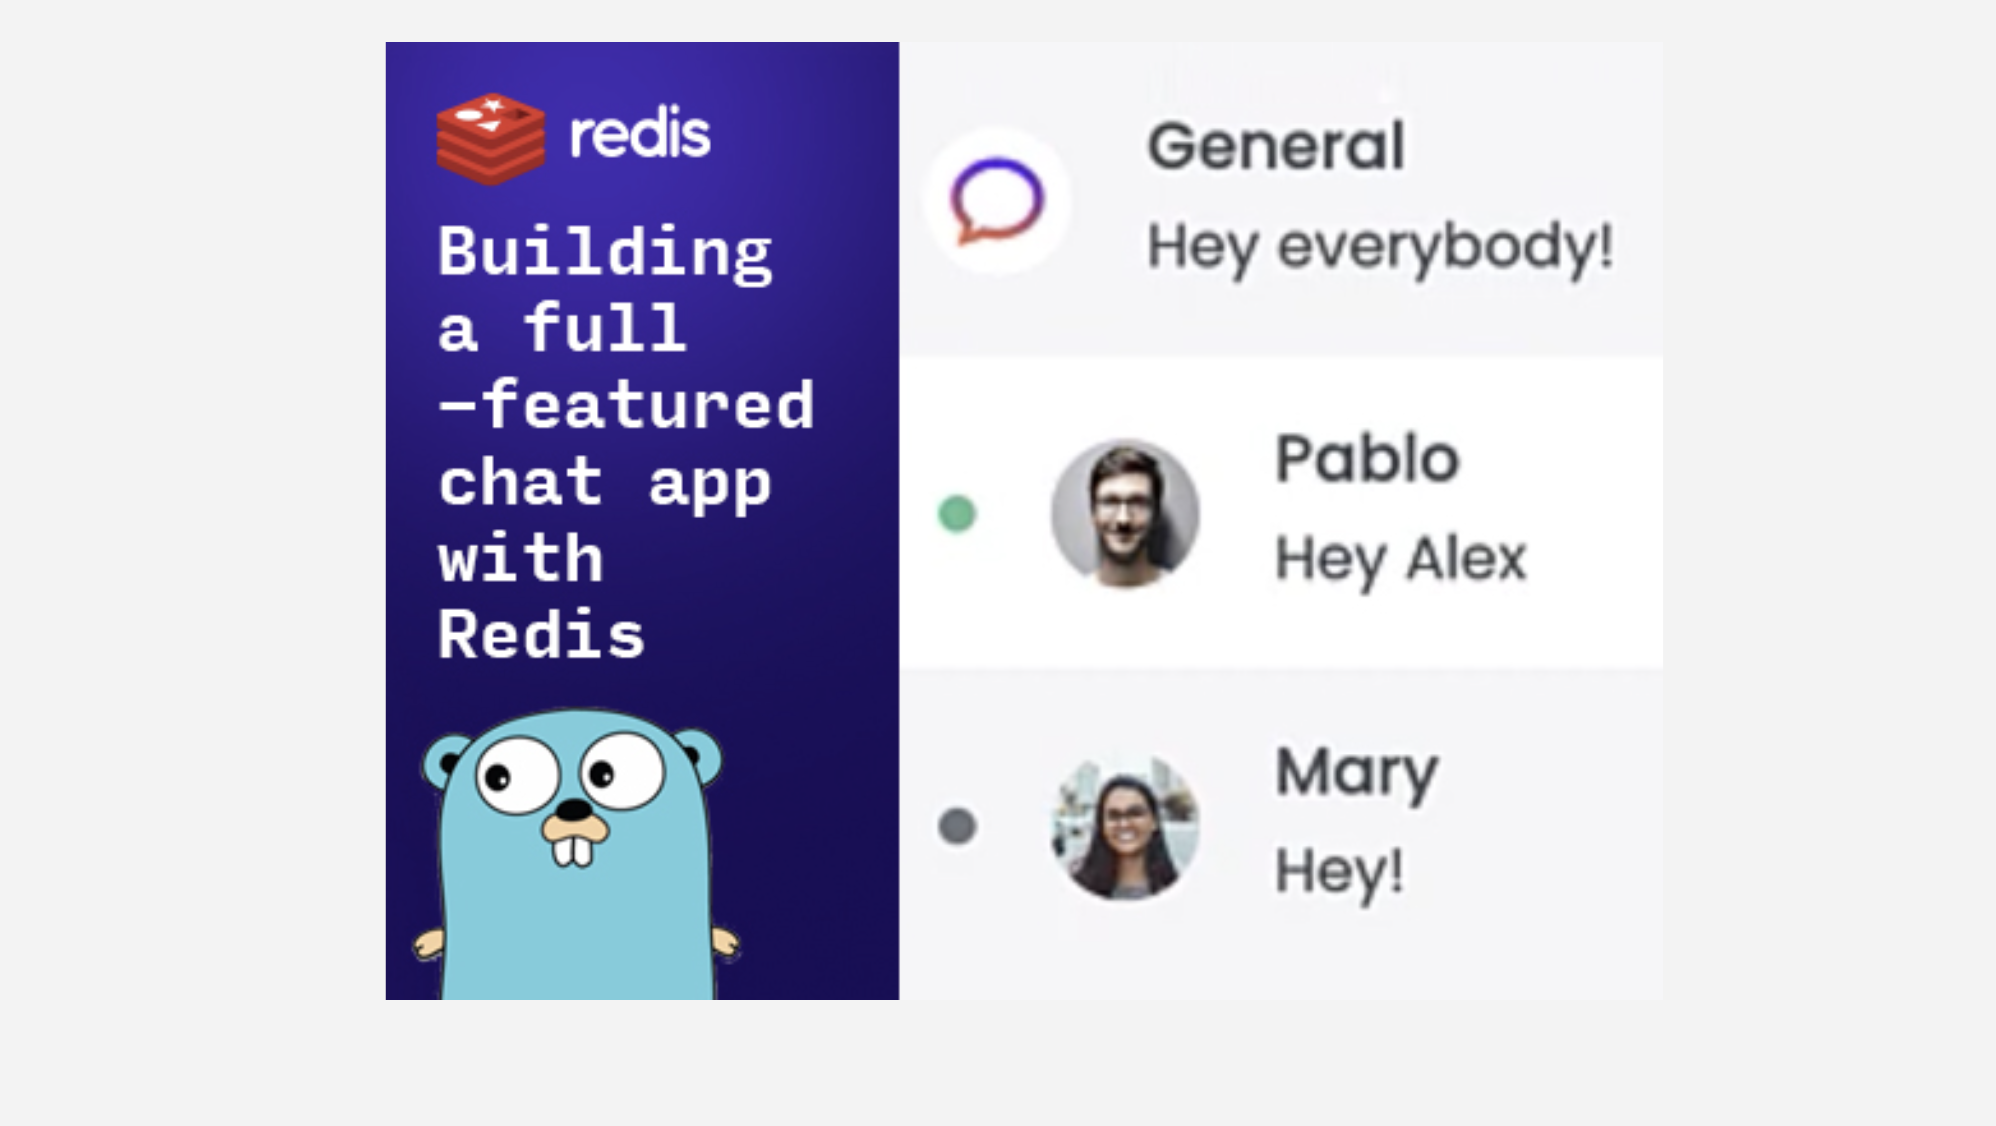 redis
Building
a full
-featured
chat app
with
Redis
General
Hey everybody!
Pablo
Hey Alex
Mary
Hey!